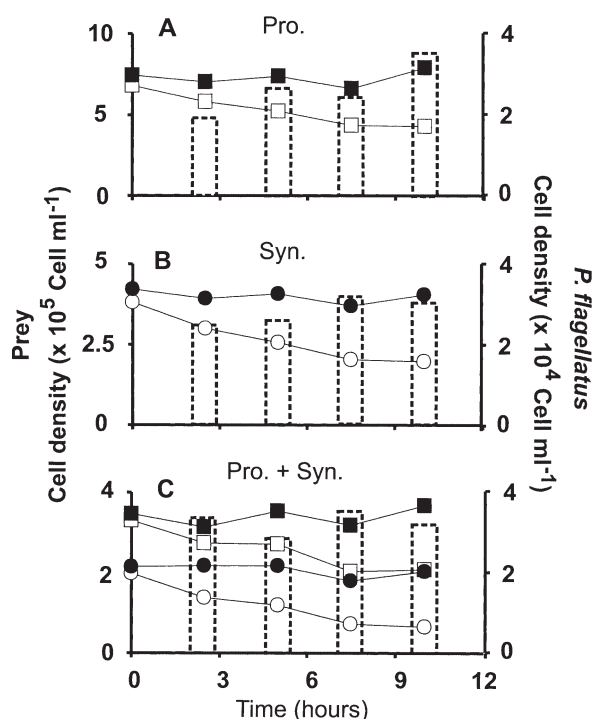 A Pro.
10
5
0
4
2
0
B Syn.
5
2.5
0
4
2
0
C Pro. + Syn.
4
2
0
4
2
0
0 3 6 9 12
Time (hours)
Prey
Cell density (x 10⁵ Cell ml⁻¹)
P. flagellatus
Cell density (x 10⁴ Cell ml⁻¹)